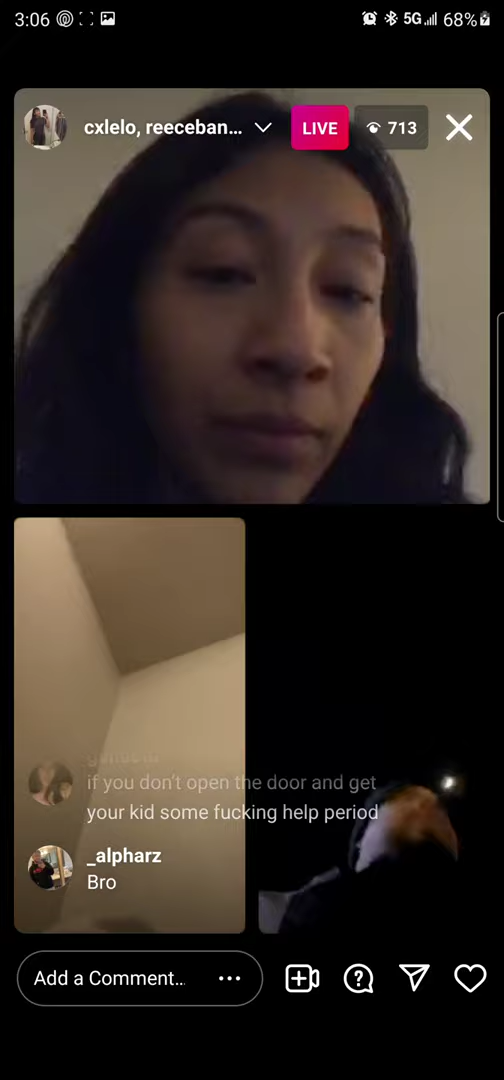 3:06
5G
68%
cxlelo, reeceban...
LIVE
713
if you don't open the door and get
your kid some fucking help period
_alpharz
Bro
Add a Comment...